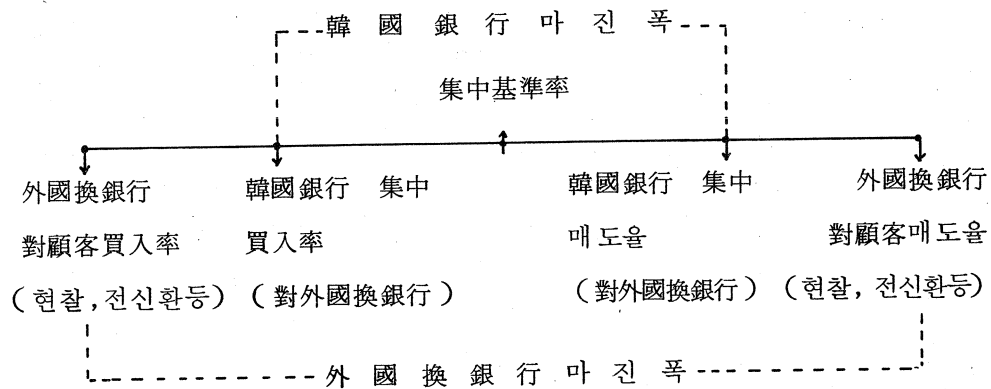 韓國銀行마진폭
集中基準率
外國換銀行 韓國銀行 集中 韓國銀行 集中 外國換銀行
對顧客買入率 買入率 매도율 對顧客매도율
(현찰,전신환등) (對外國換銀行) (對外國換銀行) (현찰, 전신환등)
外國換銀行마진폭